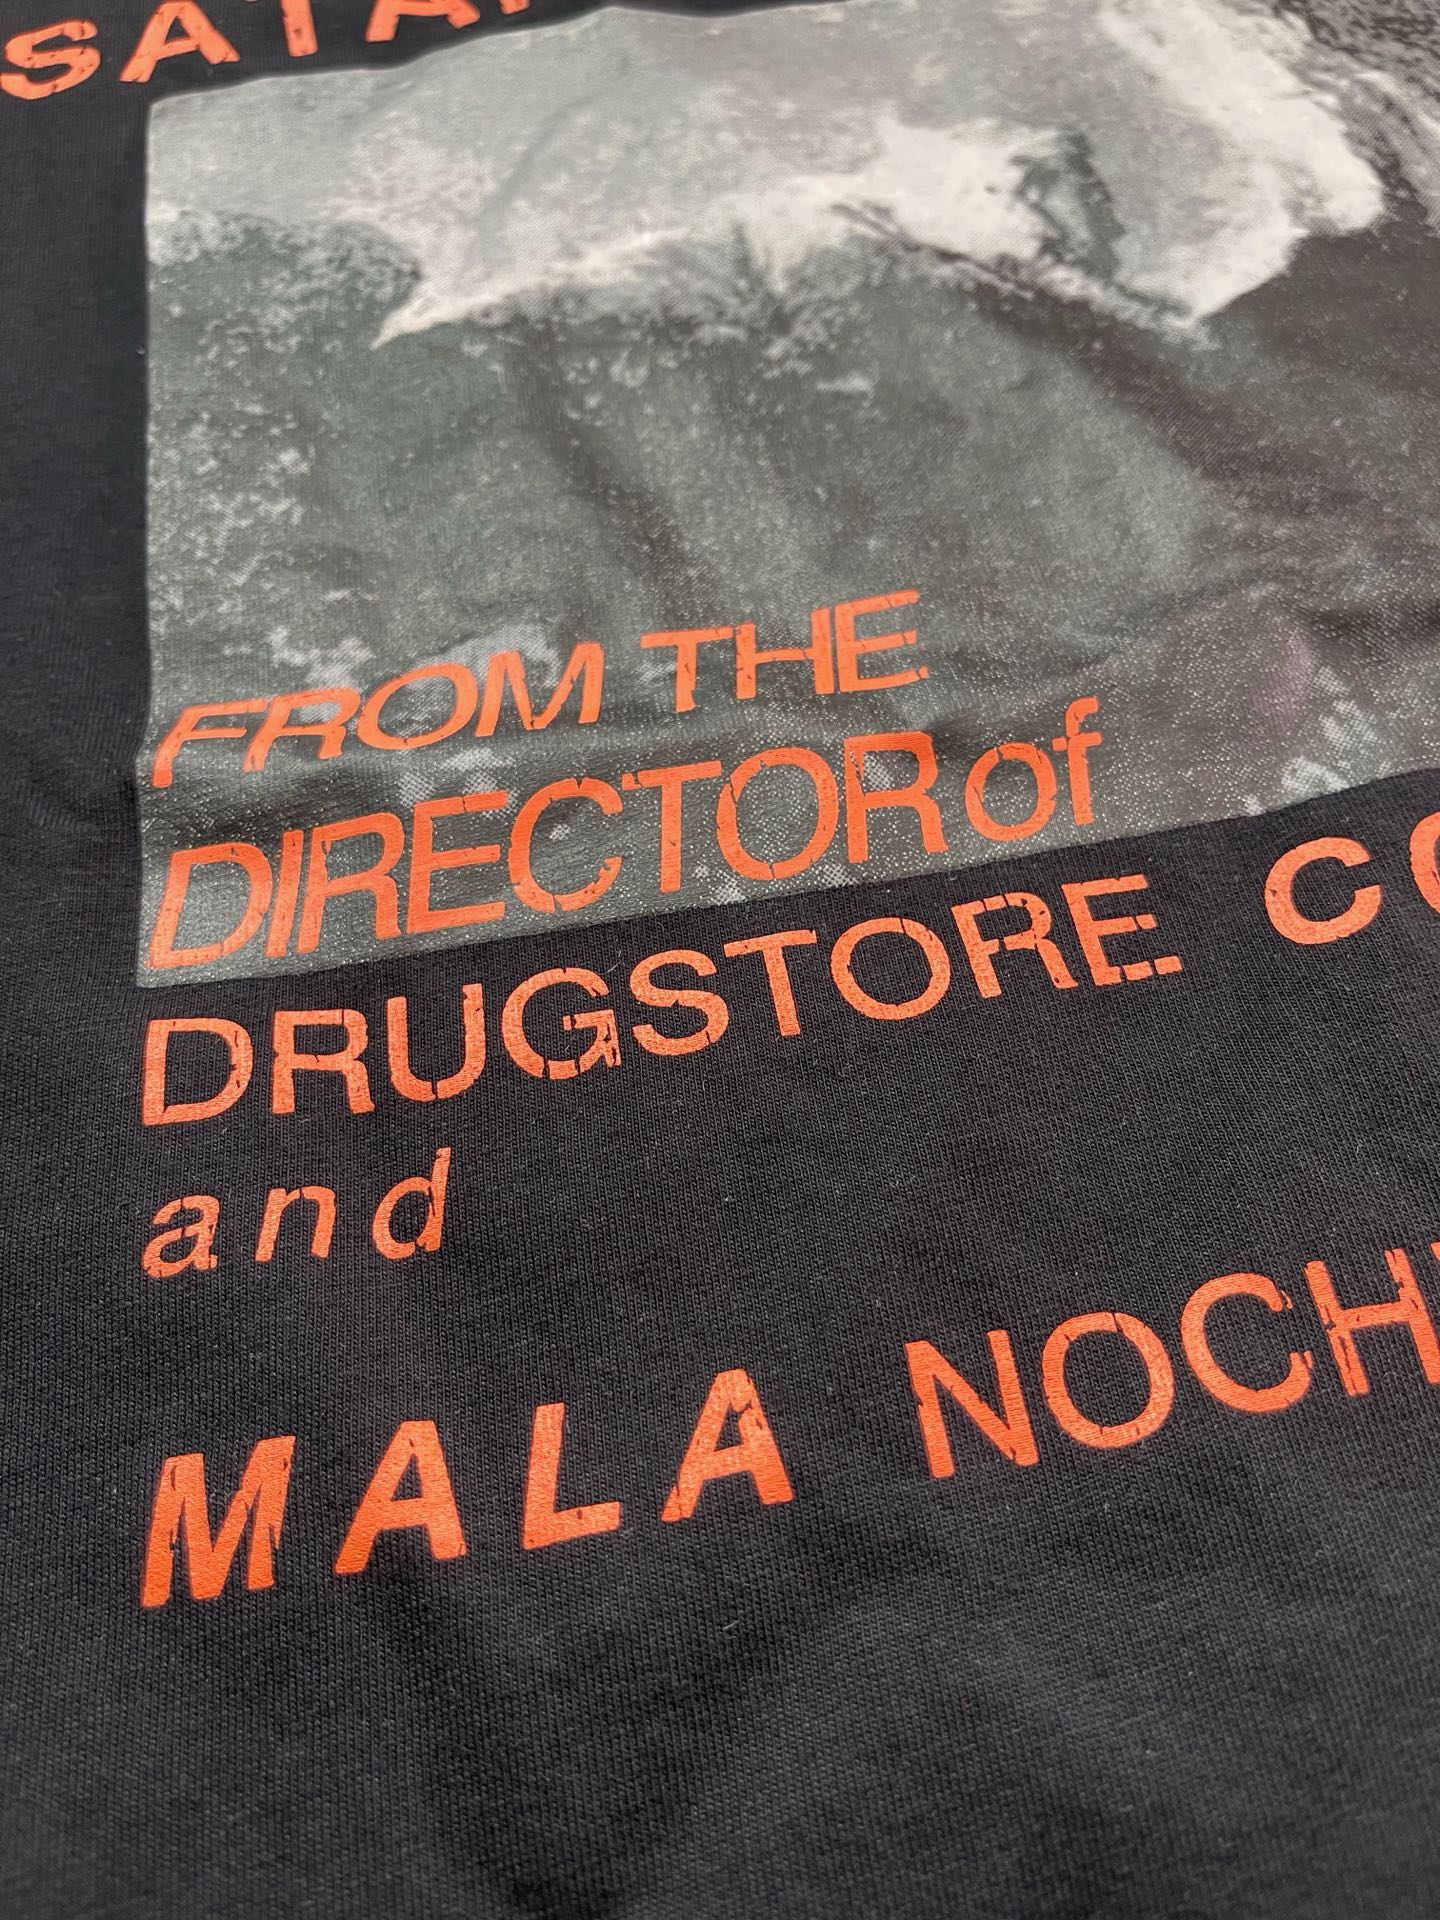 FROM THE
DIRECTOR of
DRUGSTORE
and
MALA